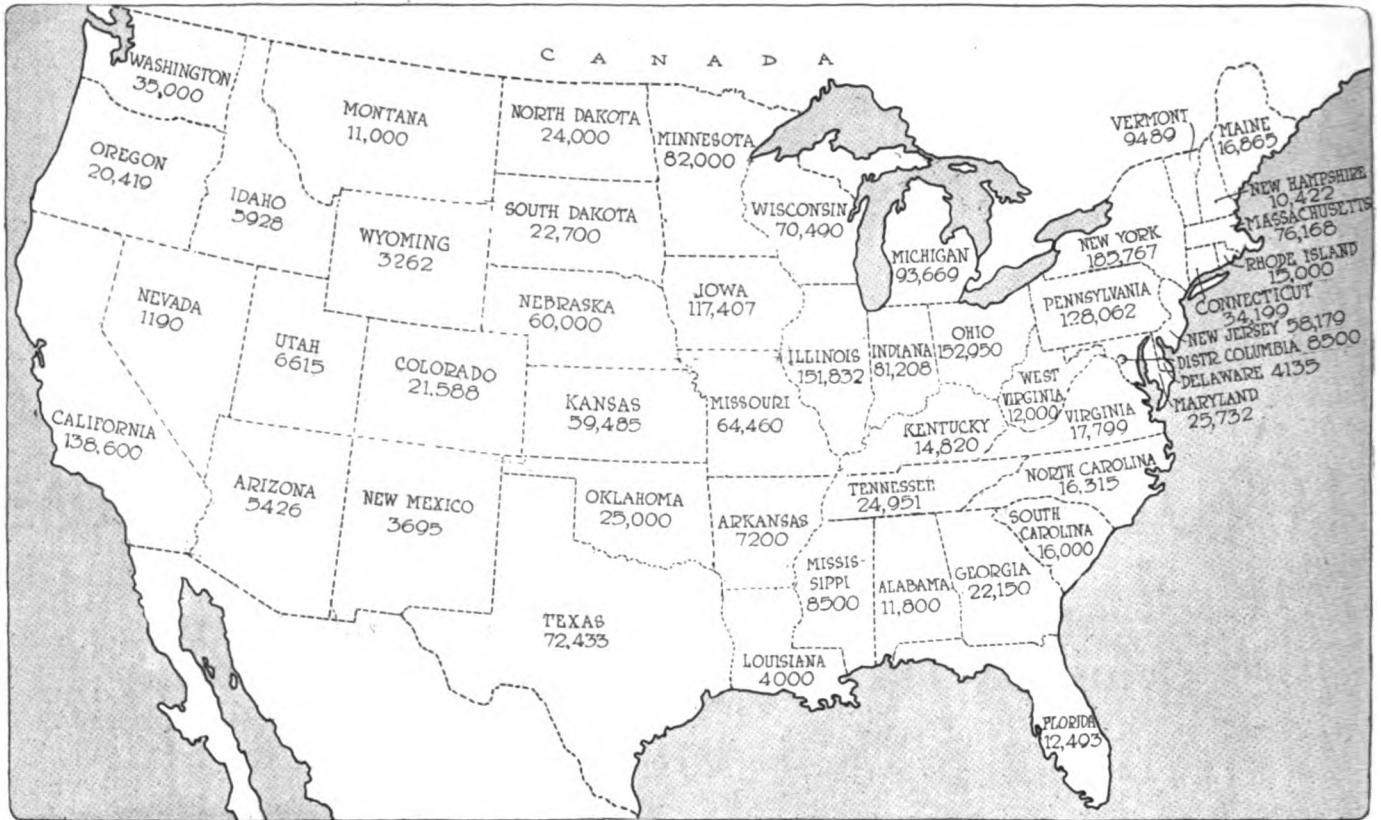 CANADA
WASHINGTON
35,000
MONTANA
11,000
NORTH DAKOTA
24,000
MINNESOTA
82,000
VERMONT
9489
MAINE
16,865
OREGON
20,419
IDAHO
5928
SOUTH DAKOTA
22,700
WISCONSIN
70,490
NEW HAMPSHIRE
10,422
MASSACHUSETTS
76,168
WYOMING
3262
MICHIGAN
93,669
NEW YORK
185,767
RHODE ISLAND
15,000
NEVADA
1190
NEBRASKA
60,000
IOWA
117,407
PENNSYLVANIA
128,062
CONNECTICUT
34,199
UTAH
6615
COLORADO
21.588
ILLINOIS
151,832
INDIANA
81,208
OHIO
152,950
NEW JERSEY 58,179
DISTR. COLUMBIA 8500
DELAWARE 4135
MARYLAND
25,732
CALIFORNIA
138,600
KANSAS
59,485
MISSOURI
64,460
WEST
VIRGINIA
12,000
VIRGINIA
17,799
KENTUCKY
14,820
ARIZONA
5426
NEW MEXICO
3695
OKLAHOMA
25,000
ARKANSAS
7200
TENNESSEE
24,951
NORTH CAROLINA
16,315
SOUTH
CAROLINA
16,000
MISSIS-
SIPPI
8500
ALABAMA
11,800
GEORGIA
22,150
TEXAS
72,433
LOUISIANA
4000
FLORIDA
12,403